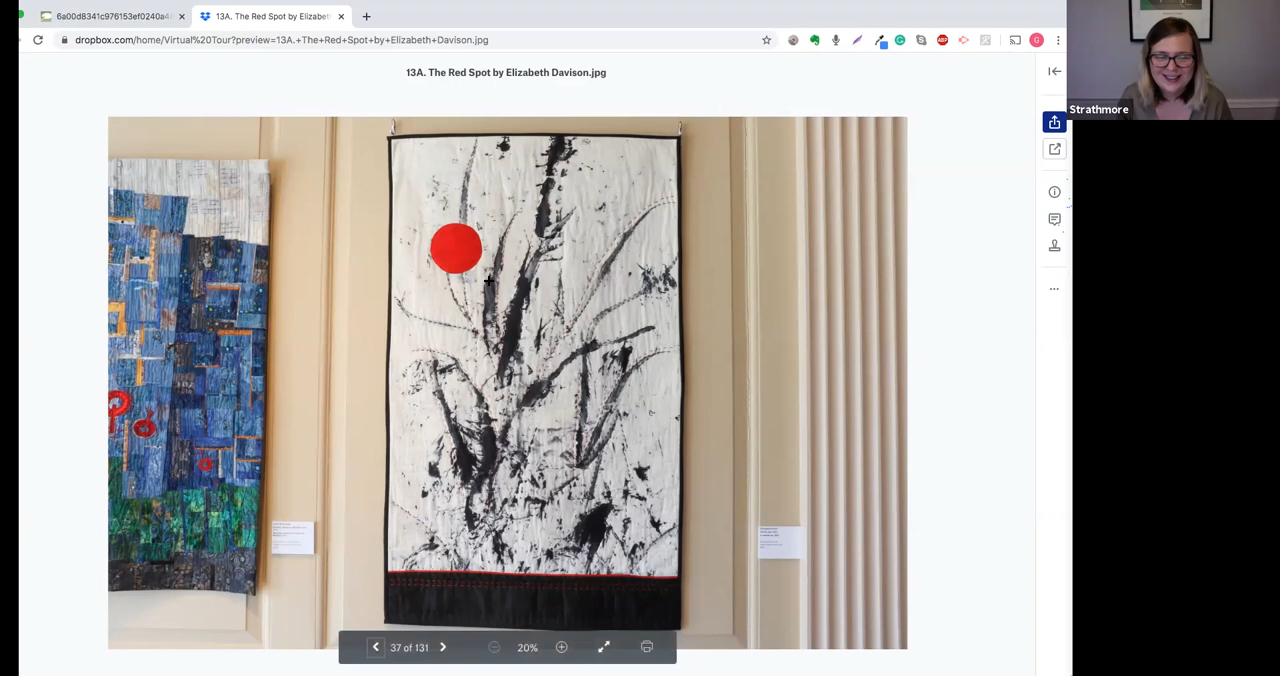 6a00d8341c976153ef0240a4
13A. The Red Spot by Elizabeth
dropbox.com/home/Virtual%20Tour?preview=13A.+The+Red+Spot+by+Elizabeth+Davison.jpg
ABP
G
Strathmore
13A. The Red Spot by Elizabeth Davison.jpg
37 of 131
20%